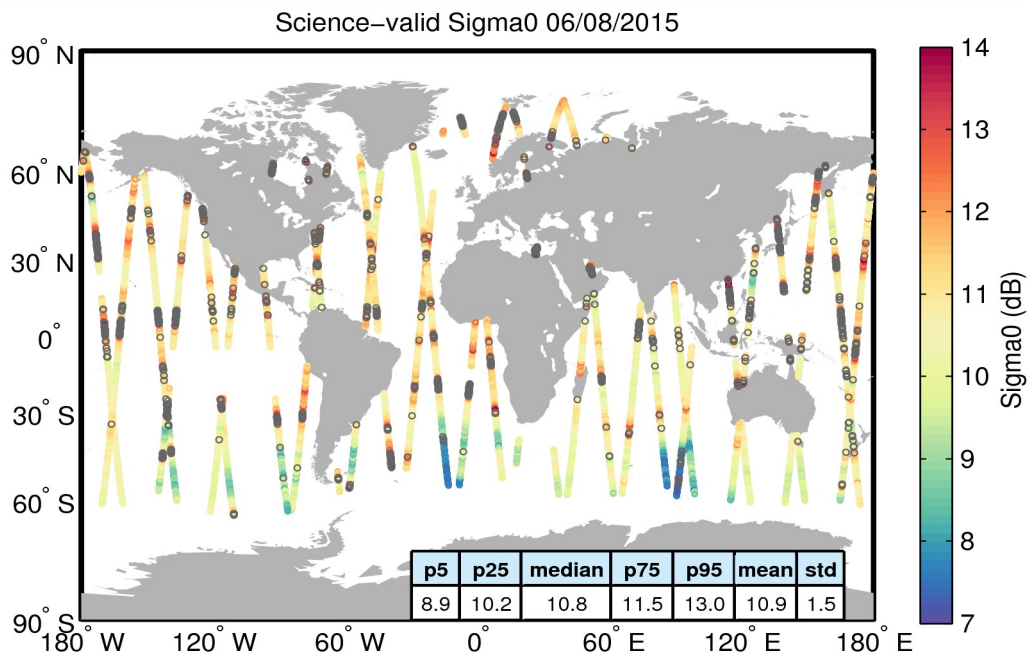 Science−valid Sigma0 06/08/2015
90° N
60° N
30° N
0°
30° S
60° S
90° S
180° W
120° W
60° W
0°
60° E
120° E
180° E
14
13
12
11
10
9
8
7
Sigma0 (dB)
p5 p25 median p75 p95 mean std
8.9 10.2 10.8 11.5 13.0 10.9 1.5